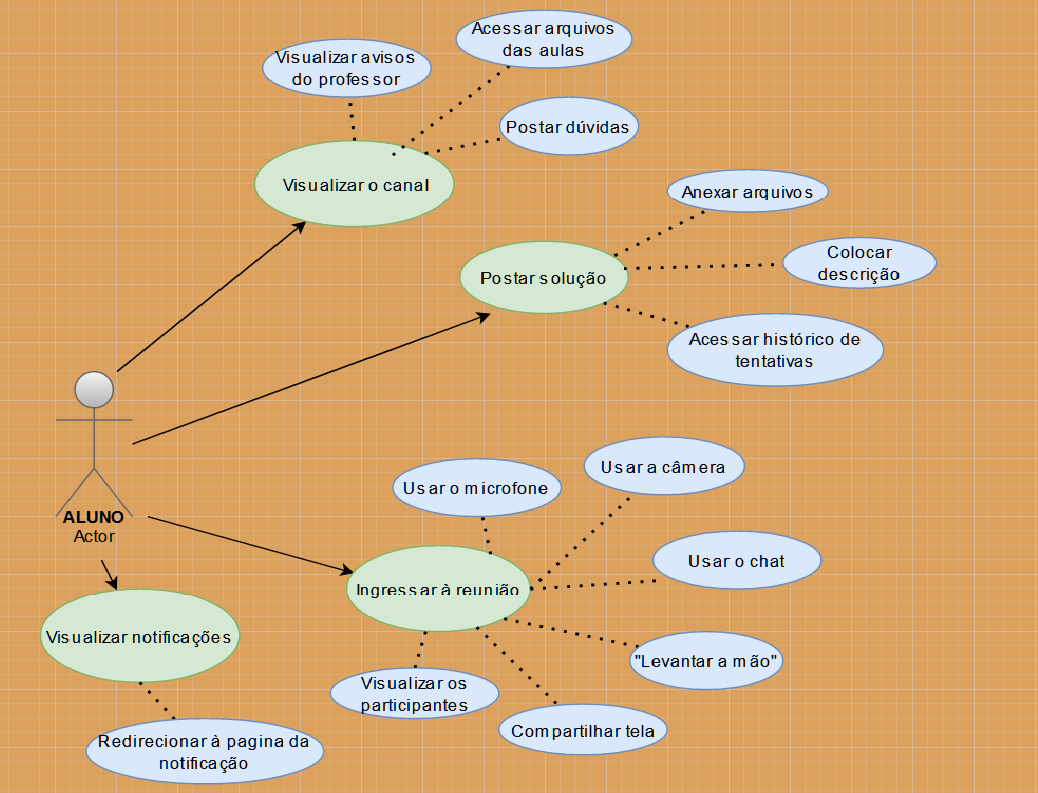 Acessar arquivos
das aulas
Visualizar avisos
do professor
Postar dúvidas
Visualizar o canal
Anexar arquivos
Colocar
descrição
Postar solução
Acessar histórico de
tentativas
ALUNO
Actor
Usar o microfone
Usar a câmera
Usar o chat
Ingressar à reunião
"Levantar a mão"
Visualizar os
participantes
Compartilhar tela
Visualizar notificações
Redirecionar à pagina da
notificação